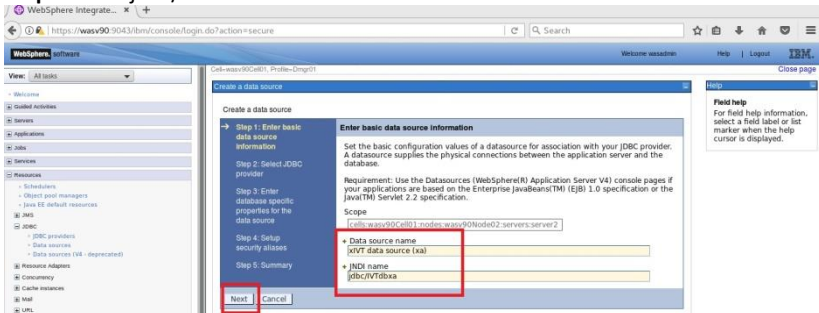 WebSphere Integrate... × +
https://wasv90:9043/ibm/console/login.do?action=secure
Search
WebSphere. software
Welcome wasadmin
Help | Logout
IBM.
View: All tasks
Cell=wasv90Cell01, Profile=Dmgr01
Close page
Welcome
Guided Activities
Servers
Applications
Jobs
Services
Resources
Schedulers
Object pool managers
Java EE default resources
JMS
JDBC
JDBC providers
Data sources
Data sources (V4 - deprecated)
Resource Adapters
Concurrency
Cache instances
Mail
URL
Create a data source
Create a data source
Step 1: Enter basic
data source
information
Step 2: Select JDBC
provider
Step 3: Enter
database specific
properties for the
data source
Step 4: Setup
security aliases
Step 5: Summary
Enter basic data source information
Set the basic configuration values of a datasource for association with your JDBC provider.
A datasource supplies the physical connections between the application server and the
database.
Requirement: Use the Datasources (WebSphere(R) Application Server V4) console pages if
your applications are based on the Enterprise JavaBeans(TM) (EJB) 1.0 specification or the
Java(TM) Servlet 2.2 specification.
Scope
cells:wasv90Cell01:nodes:wasv90Node02:servers:server2
* Data source name
xIVT data source (xa)
* JNDI name
jdbc/IVTdbxa
Next Cancel
Help
Field help
For field help information,
select a field label or list
marker when the help
cursor is displayed.